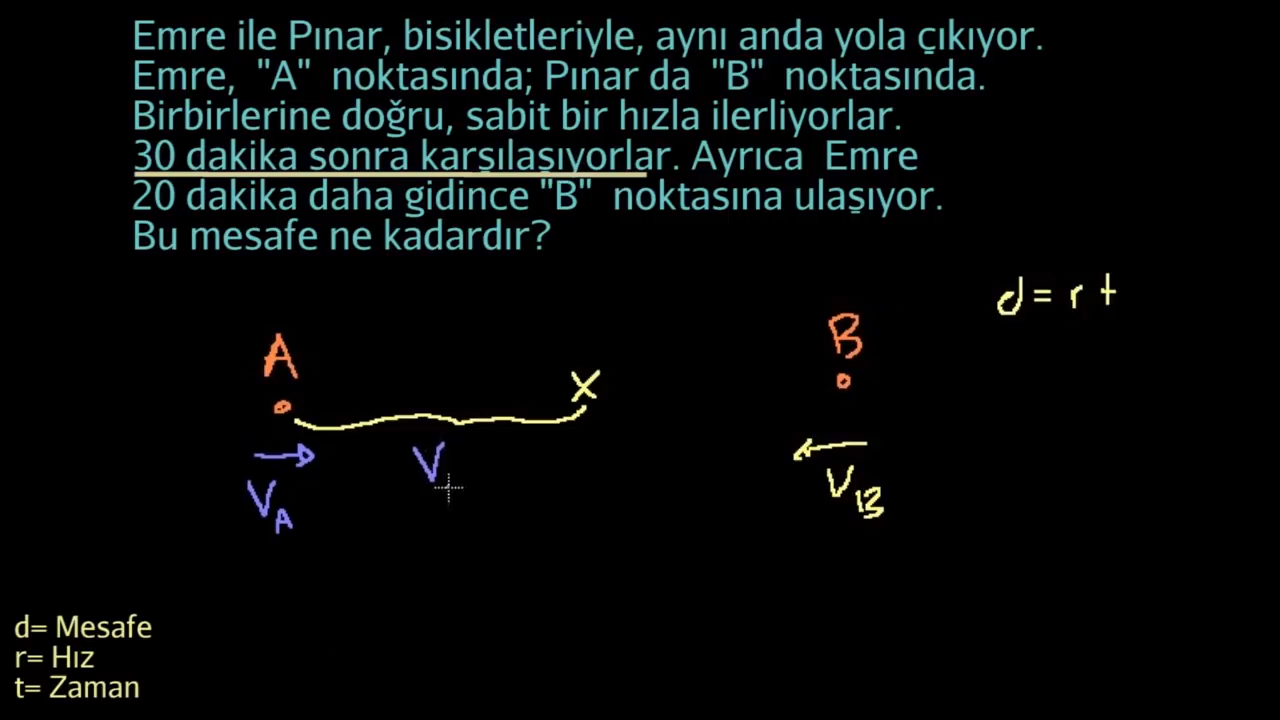 Emre ile Pınar, bisikletleriyle, aynı anda yola çıkıyor.
Emre, "A" noktasında; Pınar da "B" noktasında.
Birbirlerine doğru, sabit bir hızla ilerliyorlar.
30 dakika sonra karşılaşıyorlar. Ayrıca Emre
20 dakika daha gidince "B" noktasına ulaşıyor.
Bu mesafe ne kadardır?
d = r t
A
B
X
V
V_A
V_B
d= Mesafe
r= Hız
t= Zaman